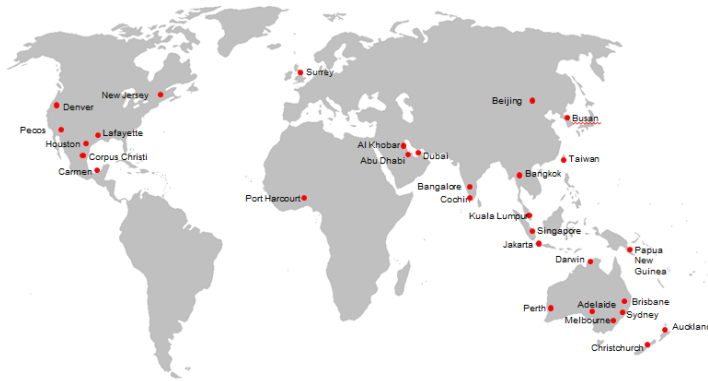 Surrey
New Jersey
Beijing
Denver
Busan
Pecos
Lafayette
Houston
Al Khobar
Dubai
Corpus Christi
Abu Dhabi
Taiwan
Carmen
Bangkok
Bangalore
Port Harcourt
Cochin
Kuala Lumpur
Singapore
Jakarta
Papua
New
Guinea
Darwin
Brisbane
Adelaide
Perth
Sydney
Melbourne
Auckland
Christchurch